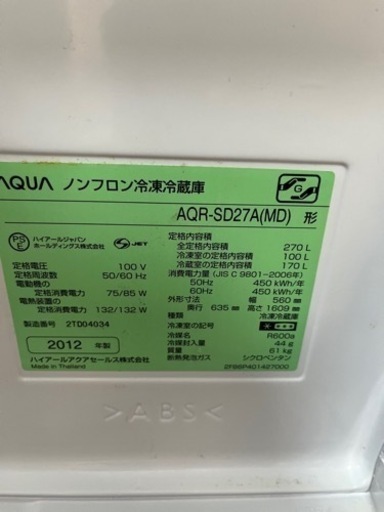 AQUA ノンフロン冷凍冷蔵庫
G
AQR-SD27A(MD) 形
PSE
ハイアールジャパン
ホールディングス株式会社
JET
定格電圧 100 V
定格周波数 50/60 Hz
電動機の
定格消費電力 75/85 W
電熱装置の
定格消費電力 132/132 W
製造番号 2TD04034
2012 年製
ハイアールアクアセールス株式会社
Made in Thailand
定格内容積
全定格内容積 270 L
冷凍室の定格内容積 100 L
冷蔵室の定格内容積 170 L
消費電力量 (JIS C 9801-2006年)
50Hz 450 kWh/年
60Hz 450 kWh/年
外形寸法 幅 560 mm
奥行 635 mm 高さ 1609 mm
種類 冷凍冷蔵庫
冷凍室の記号
冷媒名 R600a
冷媒封入量 44 g
質量 61 kg
断熱発泡ガス シクロペンタン
2F66P401427000
>ABS<